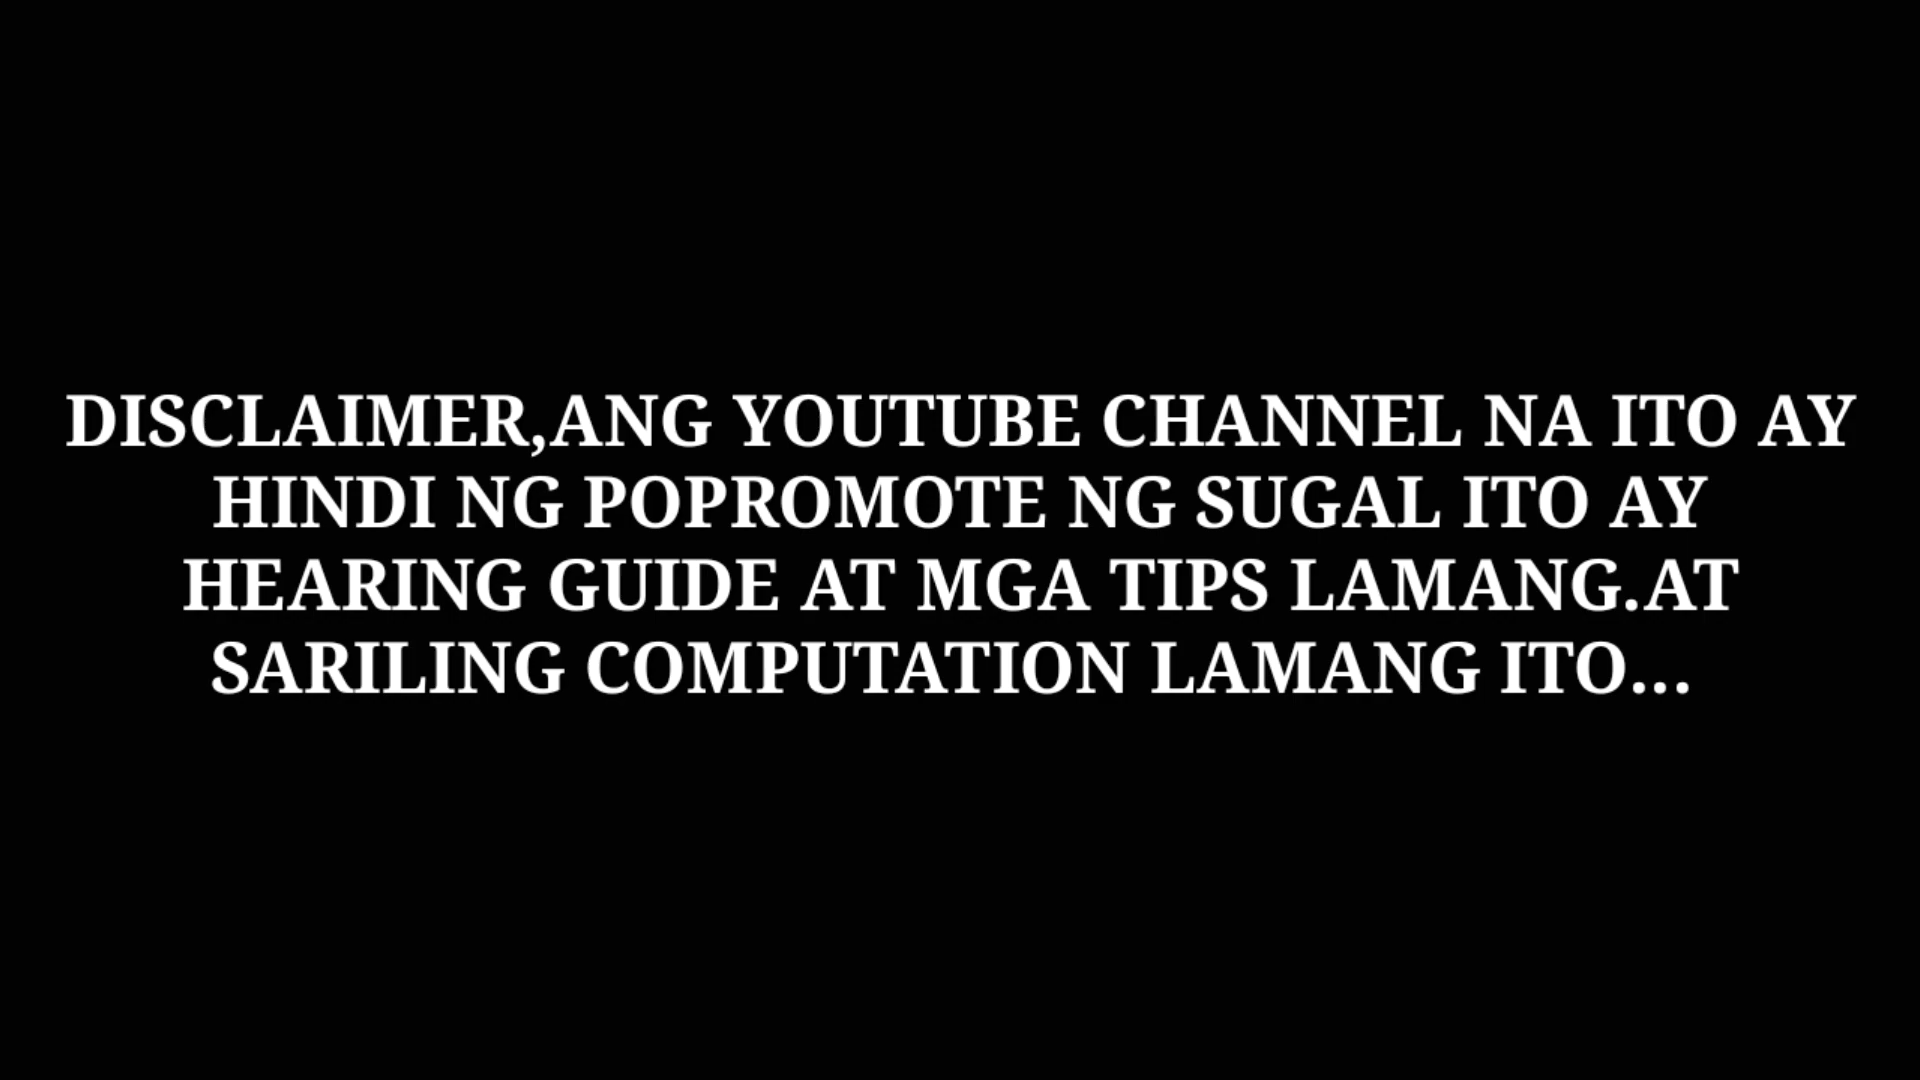 DISCLAIMER,ANG YOUTUBE CHANNEL NA ITO AY
HINDI NG POPROMOTE NG SUGAL ITO AY
HEARING GUIDE AT MGA TIPS LAMANG.AT
SARILING COMPUTATION LAMANG ITO...